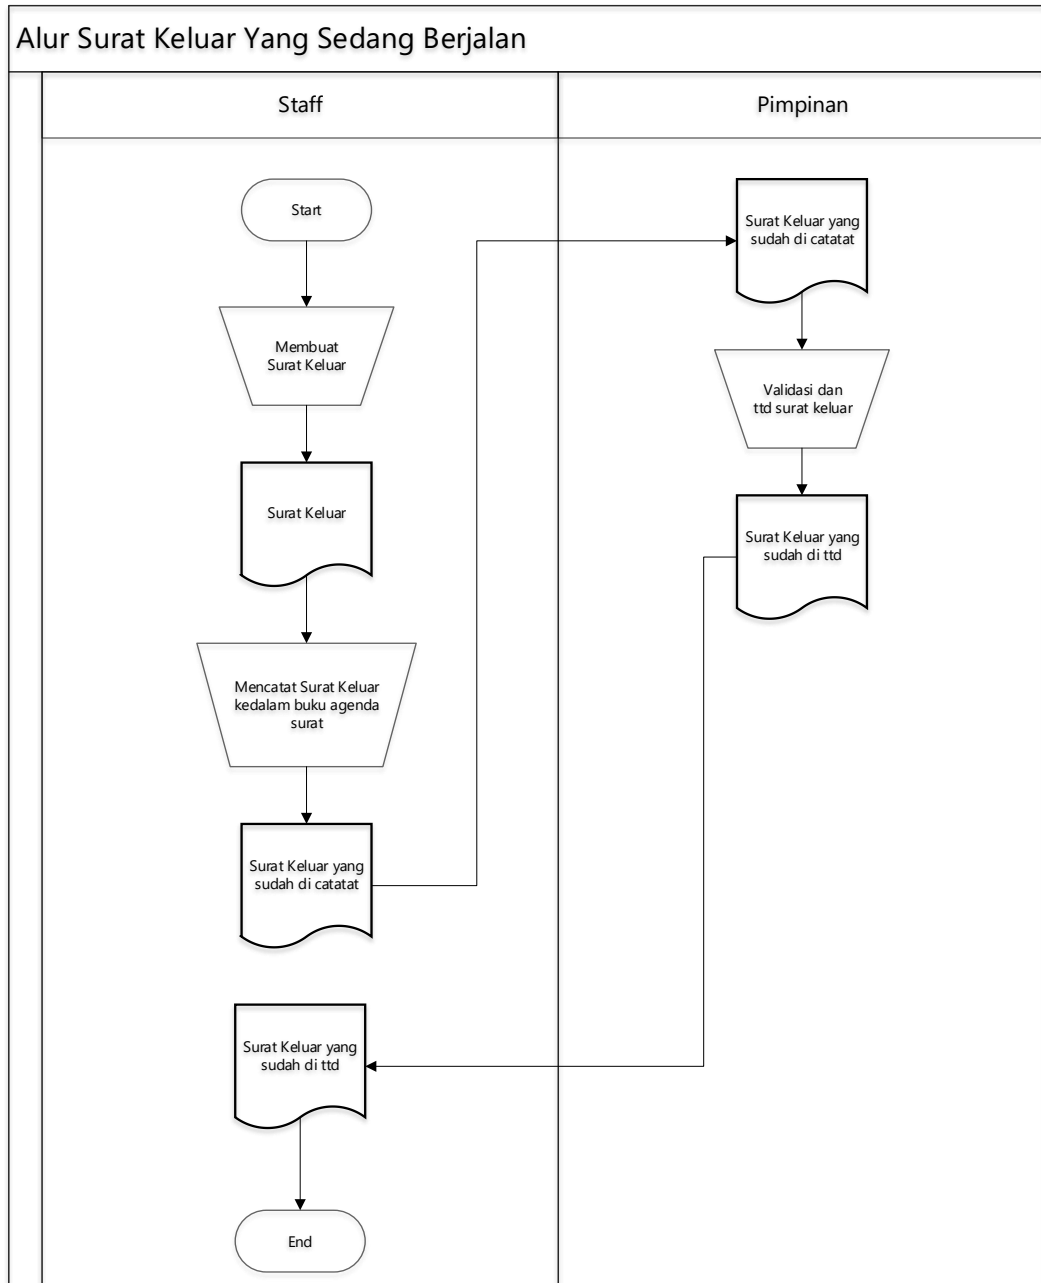 Alur Surat Keluar Yang Sedang Berjalan
Staff
Pimpinan
Start
Membuat
Surat Keluar
Surat Keluar
Mencatat Surat Keluar
kedalam buku agenda
surat
Surat Keluar yang
sudah di catatat
Surat Keluar yang
sudah di catatat
Validasi dan
ttd surat keluar
Surat Keluar yang
sudah di ttd
Surat Keluar yang
sudah di ttd
End